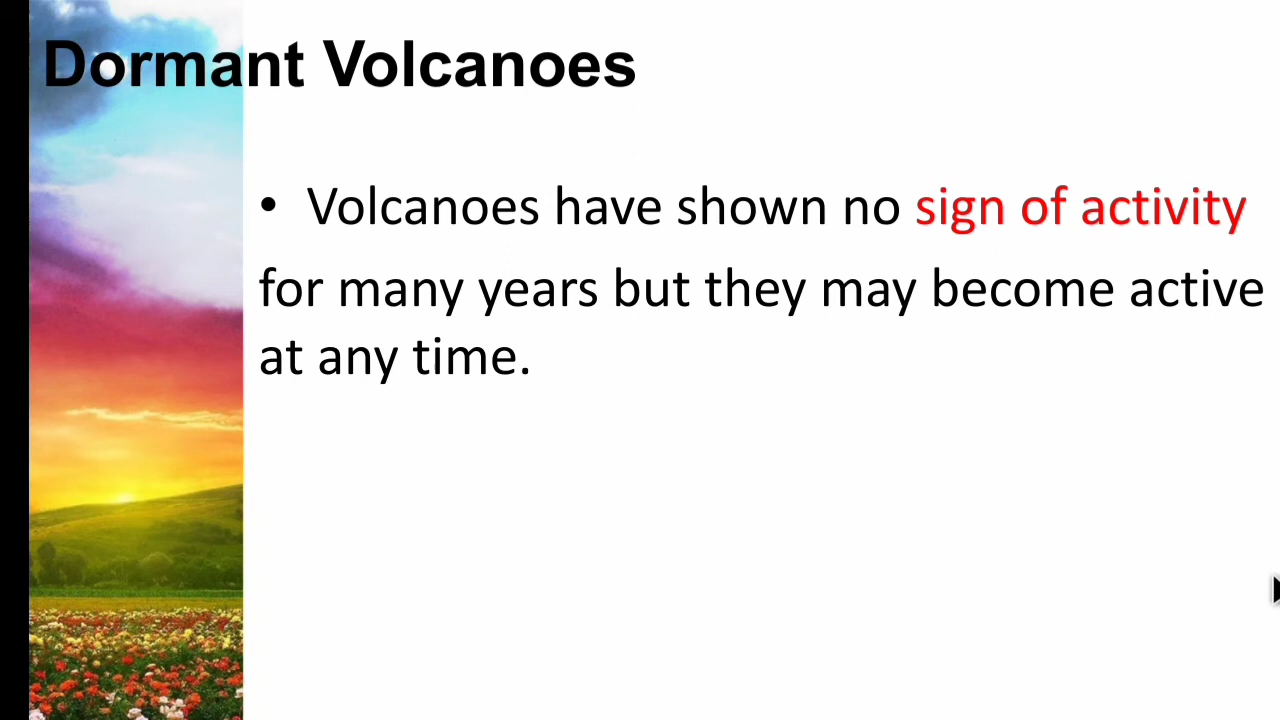 Dormant Volcanoes
• Volcanoes have shown no sign of activity
for many years but they may become active
at any time.